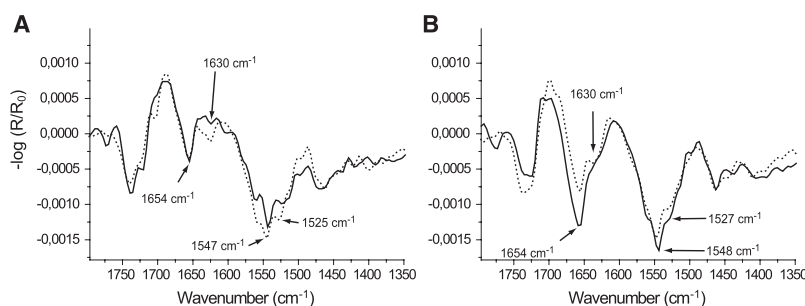 A
B
-log (R/R0)
0,0010
0,0005
0,0000
-0,0005
-0,0010
-0,0015
1630 cm-1
1654 cm-1
1547 cm-1
1525 cm-1
1750 1700 1650 1600 1550 1500 1450 1400 1350
Wavenumber (cm-1)
0,0010
0,0005
0,0000
-0,0005
-0,0010
-0,0015
1630 cm-1
1654 cm-1
1527 cm-1
1548 cm-1
1750 1700 1650 1600 1550 1500 1450 1400 1350
Wavenumber (cm-1)